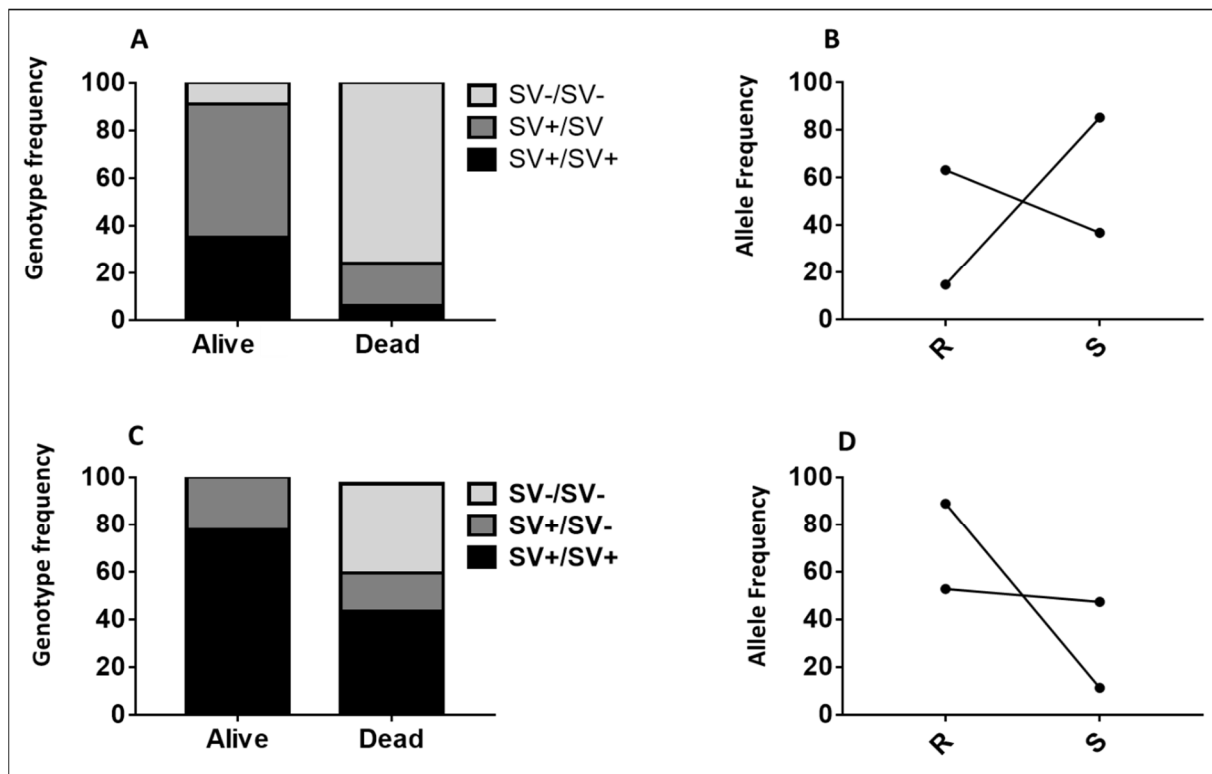 A
Genotype frequency
100
80
60
40
20
0
Alive Dead
SV-/SV-
SV+/SV
SV+/SV+
B
Allele Frequency
100
80
60
40
20
0
R S
C
Genotype frequency
100
80
60
40
20
0
Alive Dead
SV-/SV-
SV+/SV-
SV+/SV+
D
Allele Frequency
100
80
60
40
20
0
R S